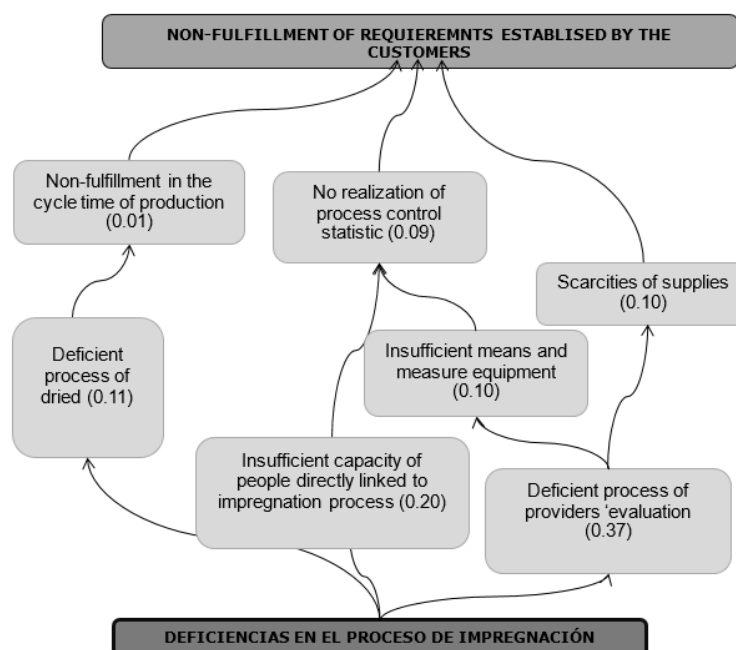 NON-FULFILLMENT OF REQUIEREMNTS ESTABLISED BY THE
CUSTOMERS
Non-fulfillment in the
cycle time of production
(0.01)
No realization of
process control
statistic (0.09)
Scarcities of supplies
(0.10)
Deficient
process of
dried (0.11)
Insufficient means and
measure equipment
(0.10)
Insufficient capacity of
people directly linked to
impregnation process (0.20)
Deficient process of
providers ‘evaluation
(0.37)
DEFICIENCIAS EN EL PROCESO DE IMPREGNACIÓN